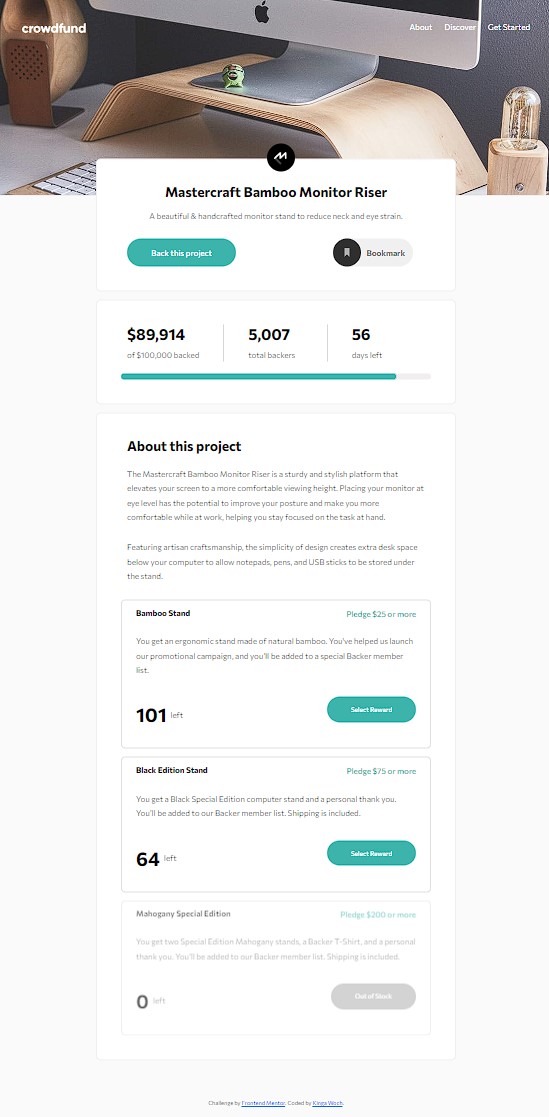 crowdfund
About Discover Get Started
Mastercraft Bamboo Monitor Riser
A beautiful & handcrafted monitor stand to reduce neck and eye strain.
Back this project
Bookmark
$89,914
of $100,000 backed
5,007
total backers
56
days left
About this project
The Mastercraft Bamboo Monitor Riser is a sturdy and stylish platform that
elevates your screen to a more comfortable viewing height. Placing your monitor at
eye level has the potential to improve your posture and make you more
comfortable while at work, helping you stay focused on the task at hand.
Featuring artisan craftsmanship, the simplicity of design creates extra desk space
below your computer to allow notepads, pens, and USB sticks to be stored under
the stand.
Bamboo Stand
Pledge $25 or more
You get an ergonomic stand made of natural bamboo. You've helped us launch
our promotional campaign, and you'll be added to a special Backer member
list.
101 left
Select Reward
Black Edition Stand
Pledge $75 or more
You get a Black Special Edition computer stand and a personal thank you.
You'll be added to our Backer member list. Shipping is included.
64 left
Select Reward
Mahogany Special Edition
Pledge $200 or more
You get two Special Edition Mahogany stands, a Backer T-Shirt, and a personal
thank you. You'll be added to our Backer member list. Shipping is included.
0 left
Out of Stock
Challenge by Frontend Mentor. Coded by Kinga Woch.